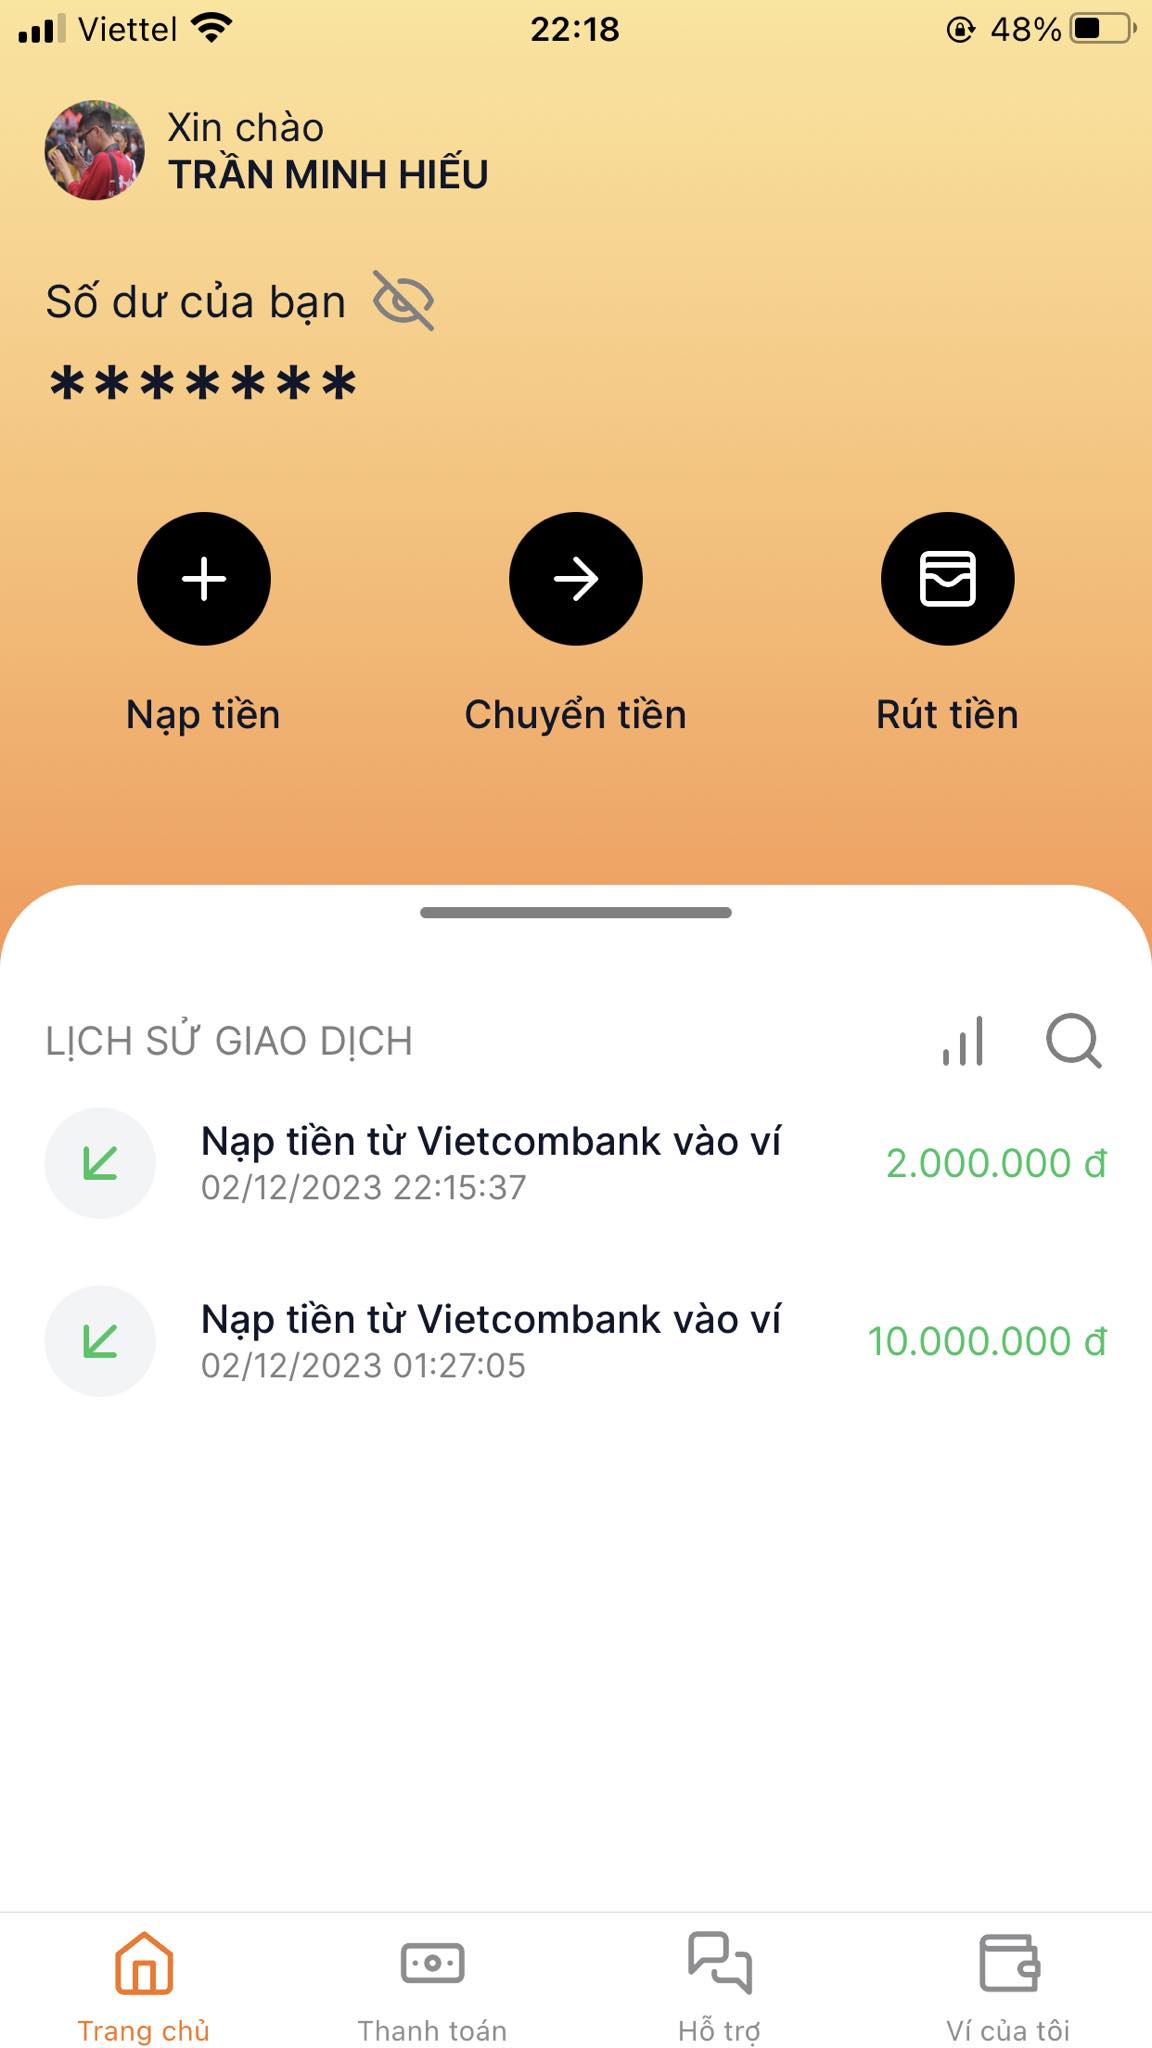 Viettel 22:18 48%
Xin chào
TRẦN MINH HIẾU
Số dư của bạn
*******
Nạp tiền Chuyển tiền Rút tiền
LỊCH SỬ GIAO DỊCH
Nạp tiền từ Vietcombank vào ví
02/12/2023 22:15:37
2.000.000 đ
Nạp tiền từ Vietcombank vào ví
02/12/2023 01:27:05
10.000.000 đ
Trang chủ Thanh toán Hỗ trợ Ví của tôi